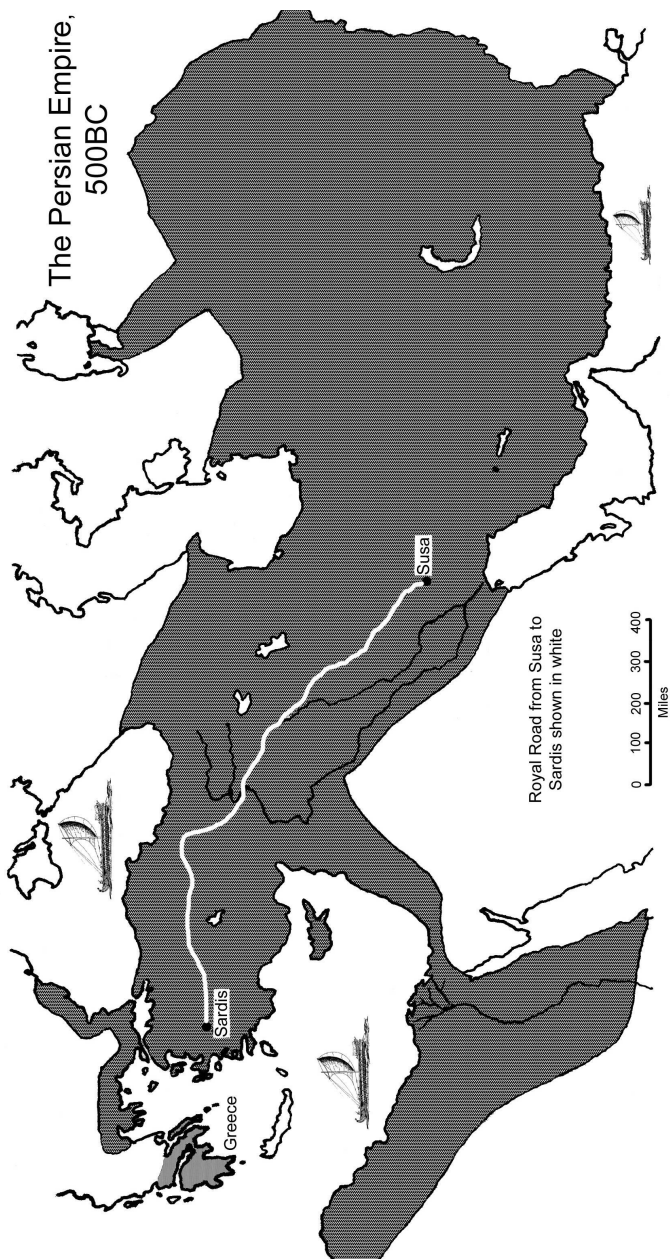 The Persian Empire,
500BC
Susa
Sardis
Greece
Royal Road from Susa to
Sardis shown in white
0 100 200 300 400
Miles